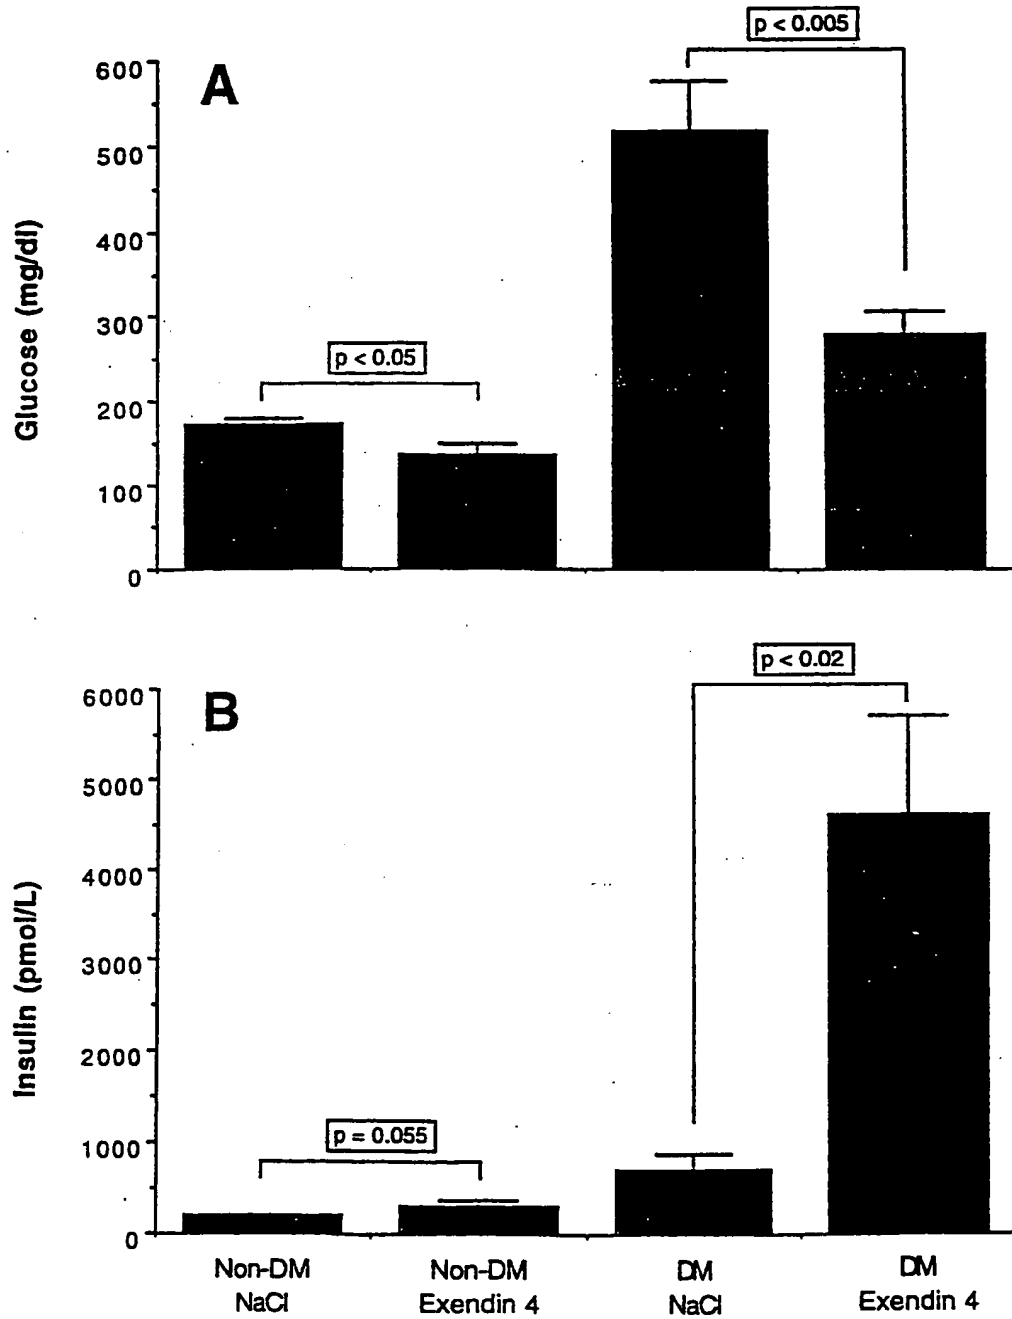 p < 0.005
A
600
500
400
300
200
100
0
Glucose (mg/dl)
p < 0.05
p < 0.02
B
6000
5000
4000
3000
2000
1000
0
Insulin (pmol/L)
p = 0.055
Non-DM
NaCl
Non-DM
Exendin 4
DM
NaCl
DM
Exendin 4